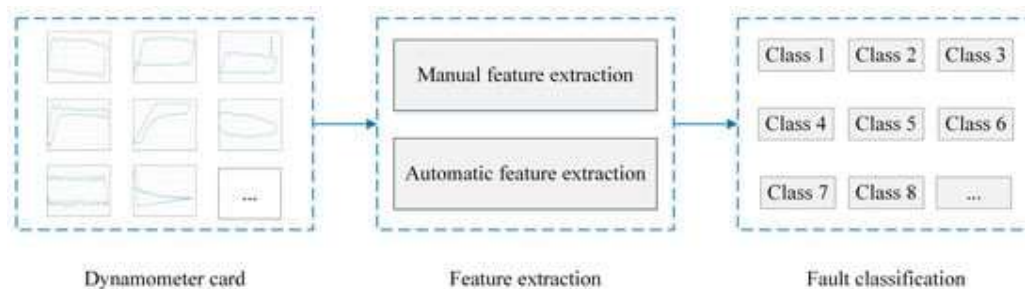 Manual feature extraction
Automatic feature extraction
...
Class 1 Class 2 Class 3
Class 4 Class 5 Class 6
Class 7 Class 8 ...
Dynamometer card
Feature extraction
Fault classification